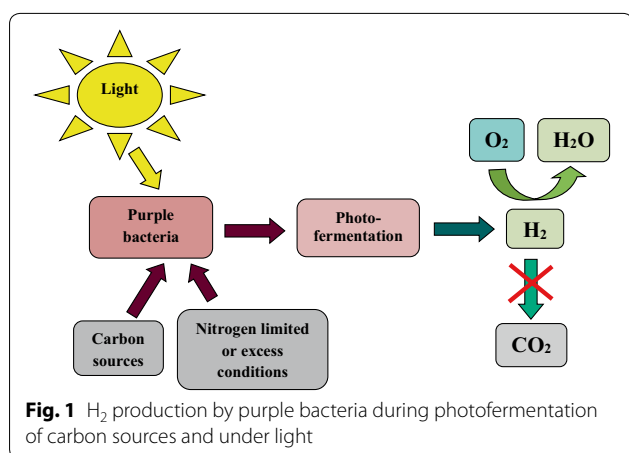 Light
O₂
H₂O
Purple
bacteria
Photo-
fermentation
H₂
Carbon
sources
Nitrogen limited
or excess
conditions
CO₂
Fig. 1 H₂ production by purple bacteria during photofermentation
of carbon sources and under light